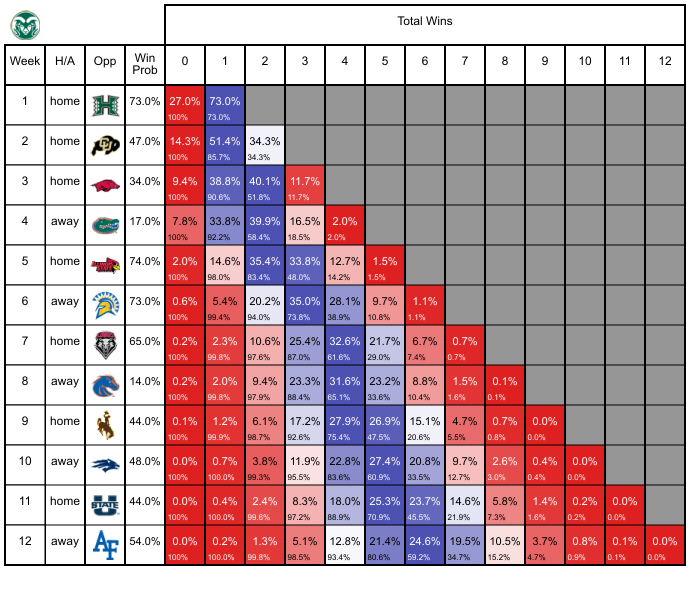 Total Wins
Week H/A Opp Win Prob 0 1 2 3 4 5 6 7 8 9 10 11 12
1 home H 73.0% 27.0% 73.0%
100% 73.0%
2 home CU 47.0% 14.3% 51.4% 34.3%
100% 85.7% 34.3%
3 home 34.0% 9.4% 38.8% 40.1% 11.7%
100% 90.6% 51.8% 11.7%
4 away 17.0% 7.8% 33.8% 39.9% 16.5% 2.0%
100% 92.2% 58.4% 18.5% 2.0%
5 home 74.0% 2.0% 14.6% 35.4% 33.8% 12.7% 1.5%
100% 98.0% 83.4% 48.0% 14.2% 1.5%
6 away 73.0% 0.6% 5.4% 20.2% 35.0% 28.1% 9.7% 1.1%
100% 99.4% 94.0% 73.8% 38.9% 10.8% 1.1%
7 home 65.0% 0.2% 2.3% 10.6% 25.4% 32.6% 21.7% 6.7% 0.7%
100% 99.8% 97.6% 87.0% 61.6% 29.0% 7.4% 0.7%
8 away 14.0% 0.2% 2.0% 9.4% 23.3% 31.6% 23.2% 8.8% 1.5% 0.1%
100% 99.8% 97.9% 88.4% 65.1% 33.6% 10.4% 1.6% 0.1%
9 home 44.0% 0.1% 1.2% 6.1% 17.2% 27.9% 26.9% 15.1% 4.7% 0.7% 0.0%
100% 99.9% 98.7% 92.6% 75.4% 47.5% 20.6% 5.5% 0.8% 0.0%
10 away 48.0% 0.0% 0.7% 3.8% 11.9% 22.8% 27.4% 20.8% 9.7% 2.6% 0.4% 0.0%
100% 100.0% 99.3% 95.5% 83.6% 60.9% 33.5% 12.7% 3.0% 0.4% 0.0%
11 home U STATE 44.0% 0.0% 0.4% 2.4% 8.3% 18.0% 25.3% 23.7% 14.6% 5.8% 1.4% 0.2% 0.0%
100% 100.0% 99.6% 97.2% 88.9% 70.9% 45.5% 21.9% 7.3% 1.6% 0.2% 0.0%
12 away AF 54.0% 0.0% 0.2% 1.3% 5.1% 12.8% 21.4% 24.6% 19.5% 10.5% 3.7% 0.8% 0.1% 0.0%
100% 100.0% 99.8% 98.5% 93.4% 80.6% 59.2% 34.7% 15.2% 4.7% 0.9% 0.1% 0.0%